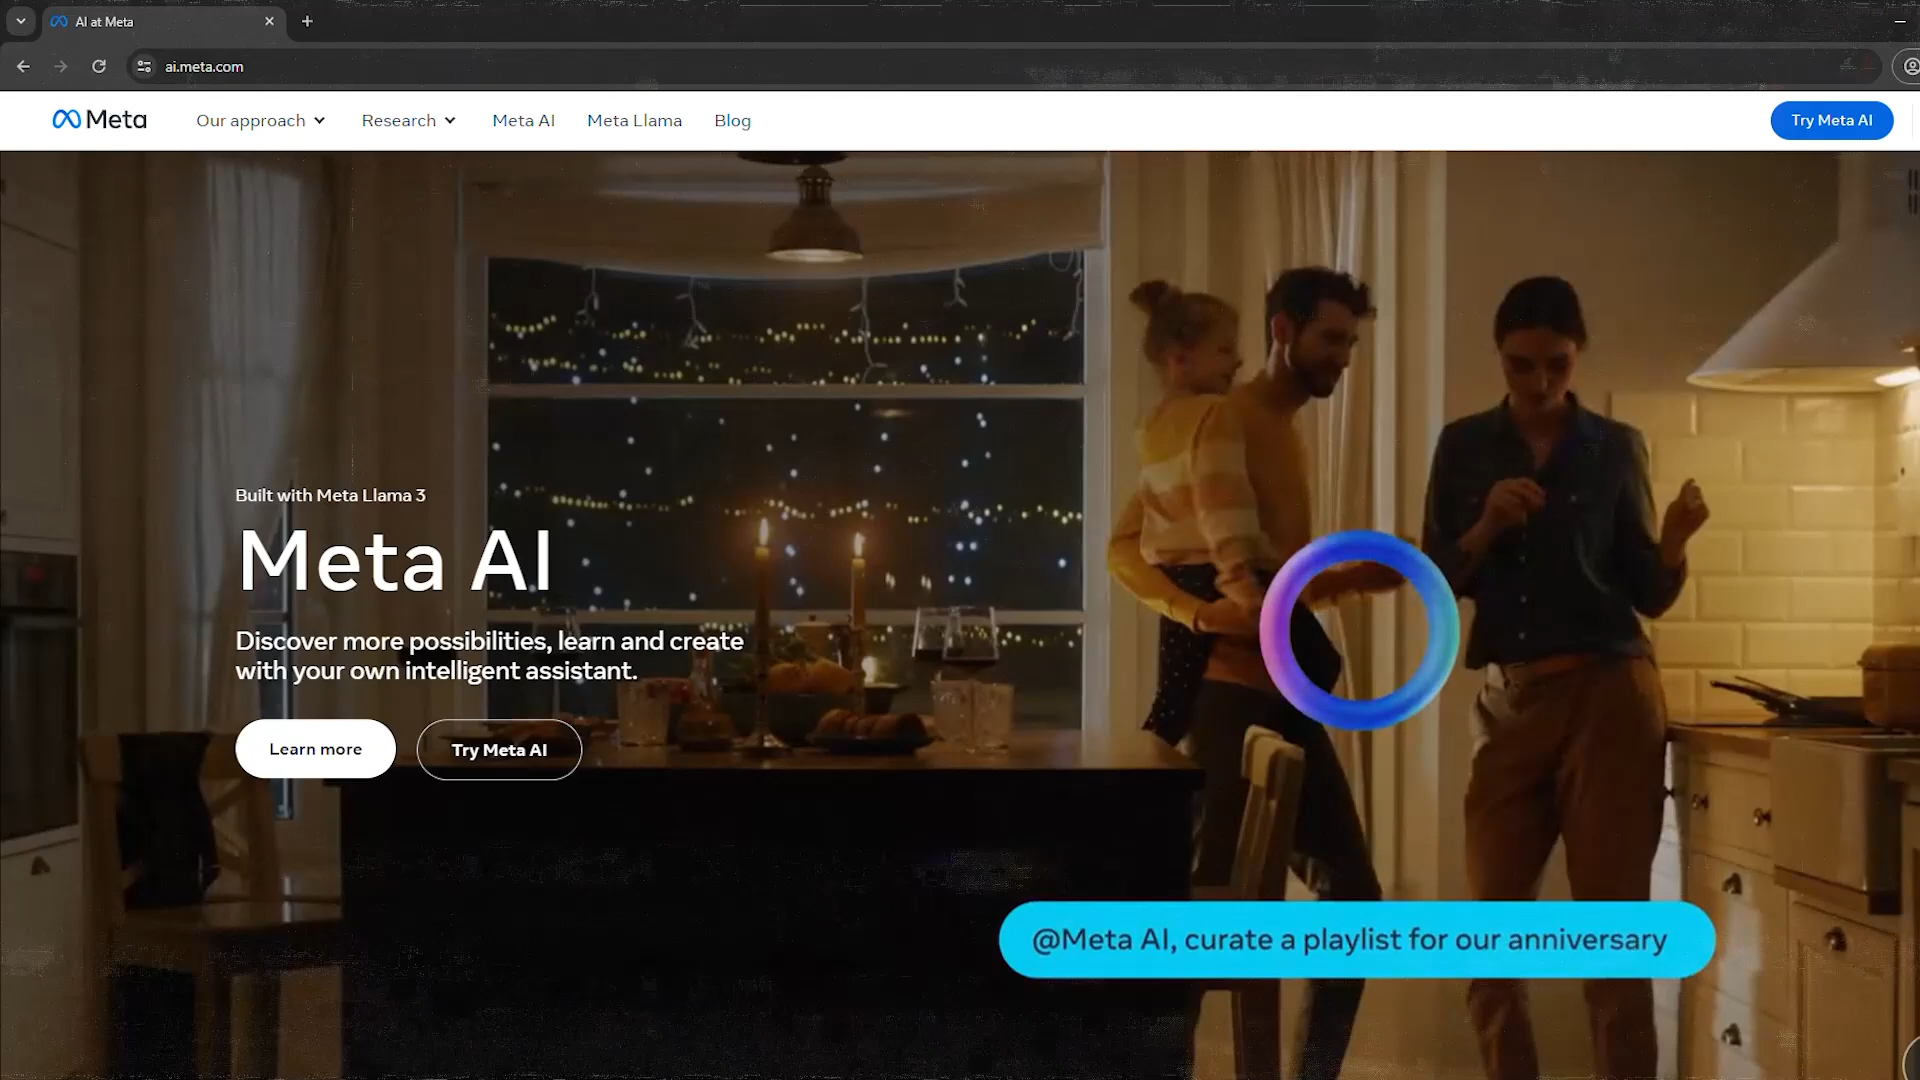 AI at Meta
ai.meta.com
Meta
Our approach
Research
Meta AI
Meta Llama
Blog
Try Meta AI
Built with Meta Llama 3
Meta AI
Discover more possibilities, learn and create
with your own intelligent assistant.
Learn more
Try Meta AI
@Meta AI, curate a playlist for our anniversary